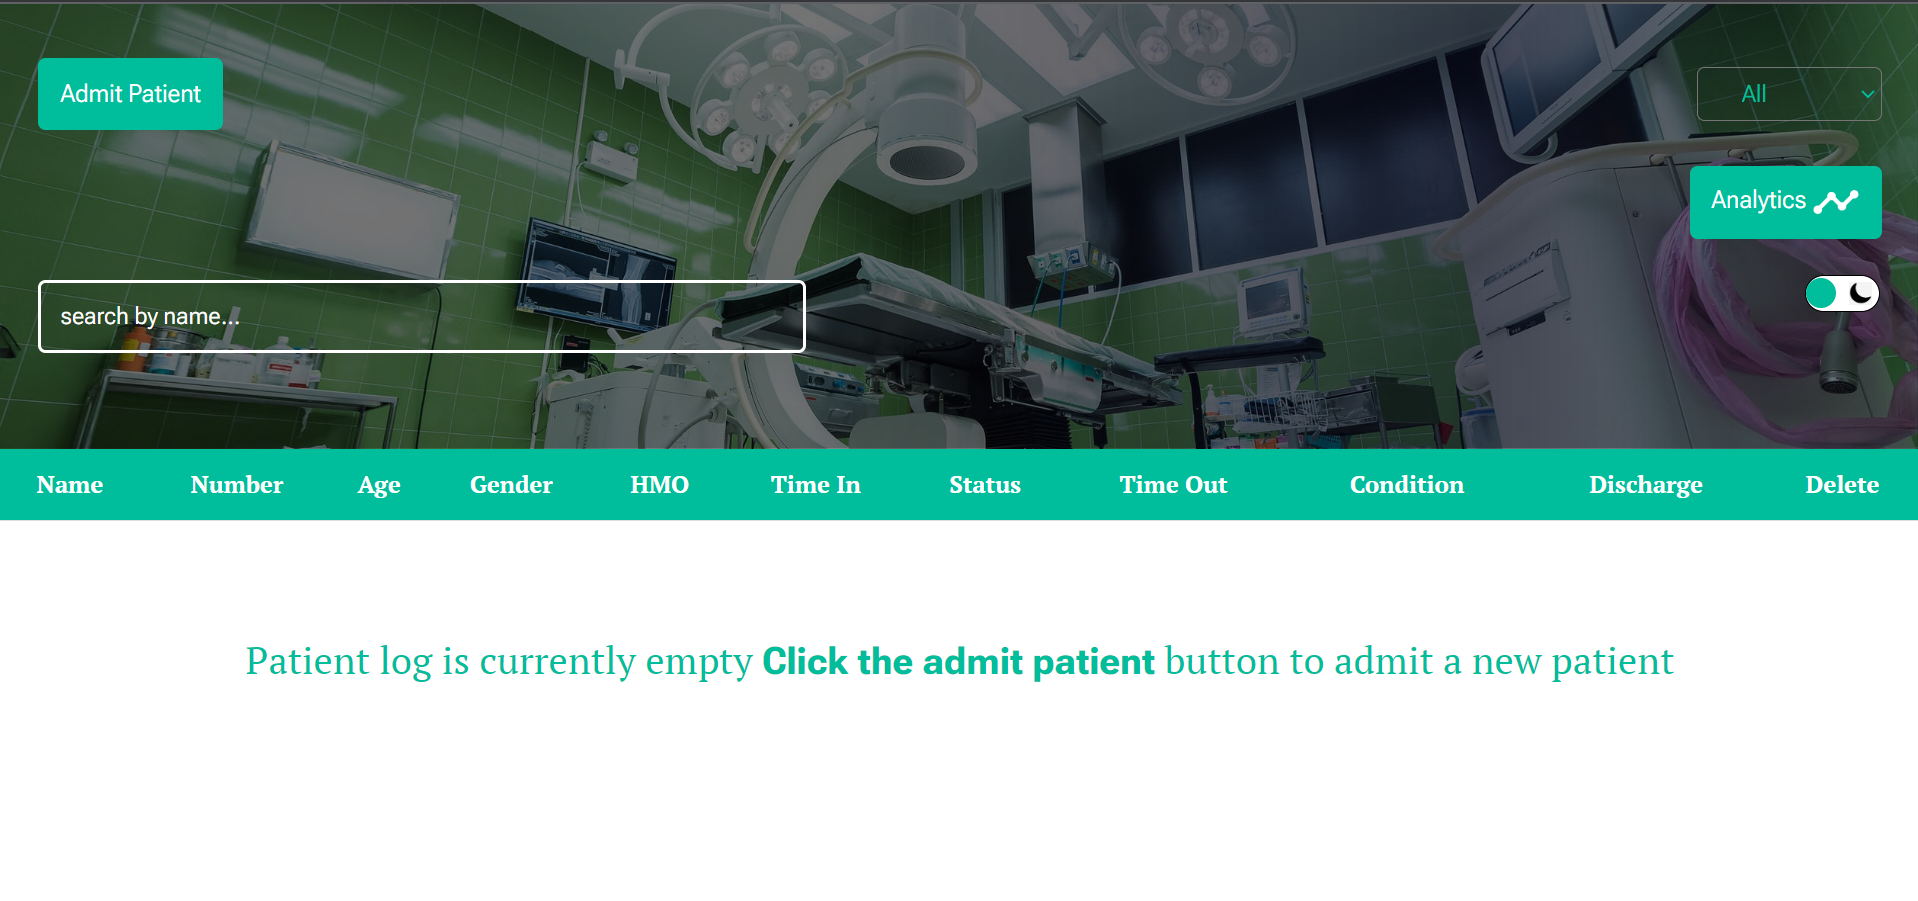 Admit Patient
All
Analytics
search by name...
Name Number Age Gender HMO Time In Status Time Out Condition Discharge Delete
Patient log is currently empty Click the admit patient button to admit a new patient